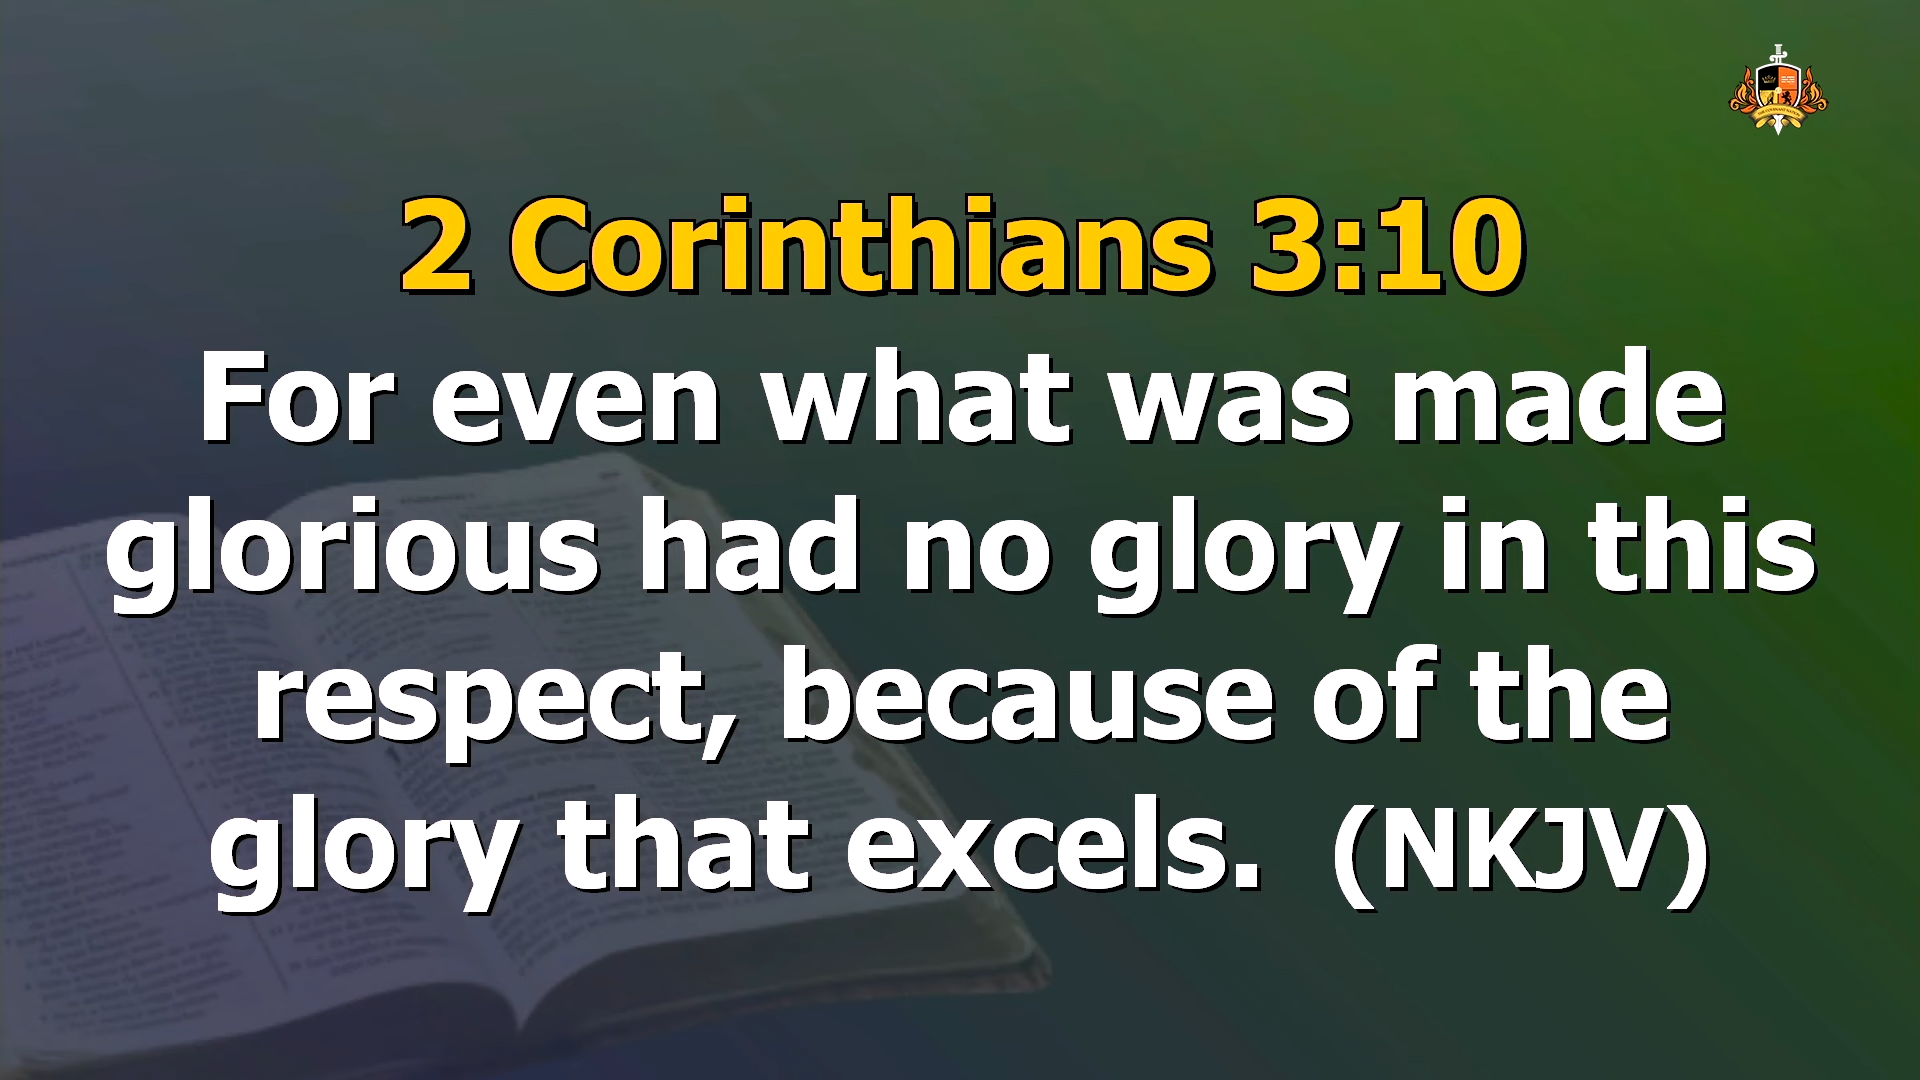 2 Corinthians 3:10
For even what was made
glorious had no glory in this
respect, because of the
glory that excels. (NKJV)